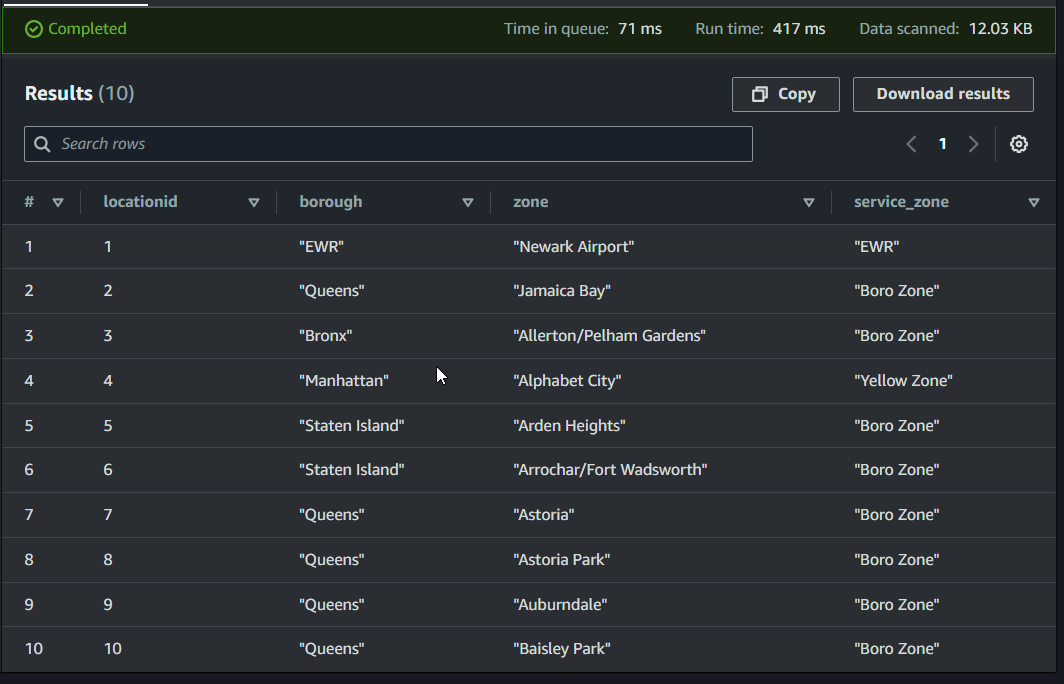 Completed Time in queue: 71 ms Run time: 417 ms Data scanned: 12.03 KB
Results (10) Copy Download results
Search rows 1
# locationid borough zone service_zone
1 1 "EWR" "Newark Airport" "EWR"
2 2 "Queens" "Jamaica Bay" "Boro Zone"
3 3 "Bronx" "Allerton/Pelham Gardens" "Boro Zone"
4 4 "Manhattan" "Alphabet City" "Yellow Zone"
5 5 "Staten Island" "Arden Heights" "Boro Zone"
6 6 "Staten Island" "Arrochar/Fort Wadsworth" "Boro Zone"
7 7 "Queens" "Astoria" "Boro Zone"
8 8 "Queens" "Astoria Park" "Boro Zone"
9 9 "Queens" "Auburndale" "Boro Zone"
10 10 "Queens" "Baisley Park" "Boro Zone"